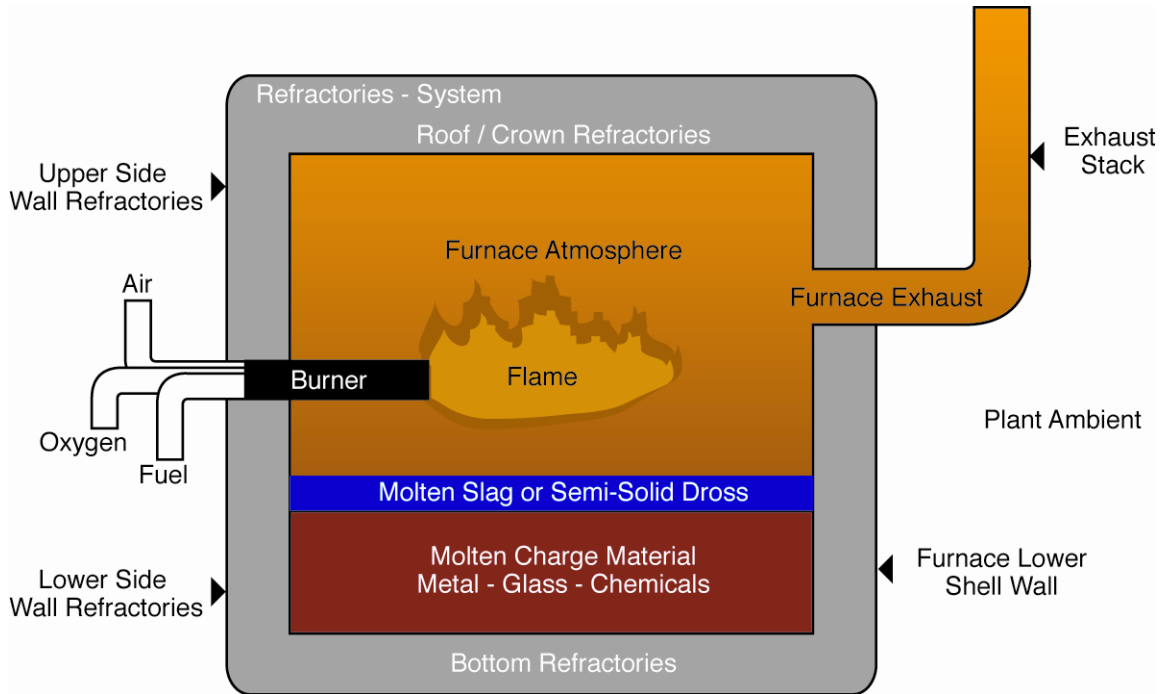 Refractories - System
Roof / Crown Refractories
Upper Side
Wall Refractories
Exhaust
Stack
Furnace Atmosphere
Air
Furnace Exhaust
Burner
Flame
Oxygen
Fuel
Plant Ambient
Molten Slag or Semi-Solid Dross
Molten Charge Material
Metal - Glass - Chemicals
Lower Side
Wall Refractories
Furnace Lower
Shell Wall
Bottom Refractories